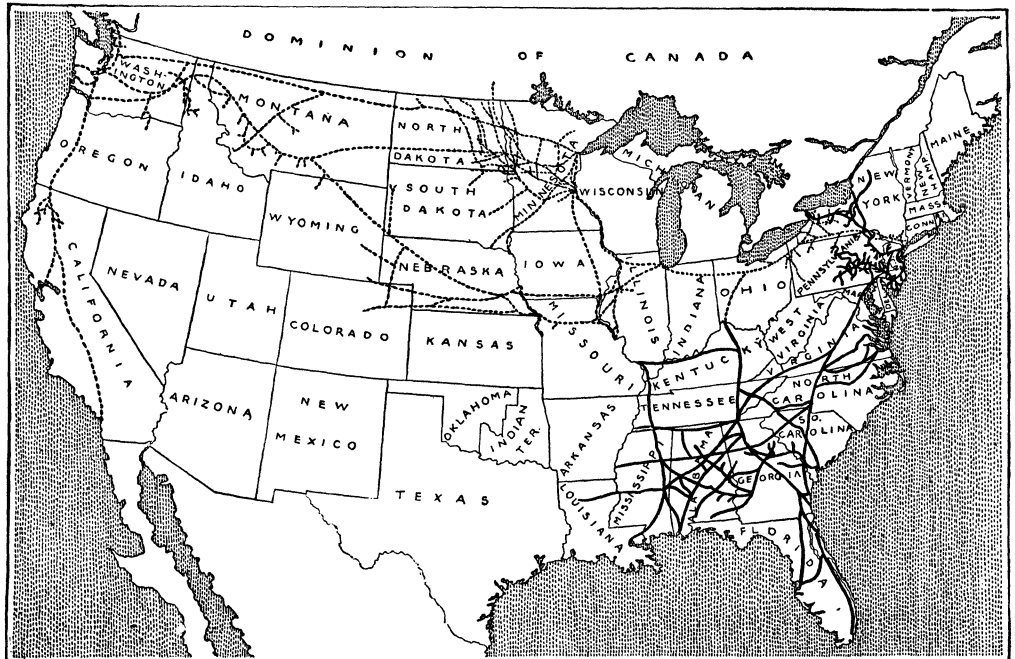 DOMINION OF CANADA
WASH-
INGTON
MONTANA
NORTH
DAKOTA
MINNESOTA
MICHIGAN
MAINE
OREGON
IDAHO
SOUTH
DAKOTA
WISCONSIN
NEW
YORK
VERMONT
NEW HAMP.
MASS
CONN
WYOMING
NEBRASKA
IOWA
PENNSYLVANIA
CALIFORNIA
NEVADA
UTAH
COLORADO
KANSAS
MISSOURI
ILLINOIS
INDIANA
OHIO
WEST
VIRGINIA
VIRGINIA
KENTUCKY
ARIZONA
NEW
MEXICO
OKLAHOMA
INDIAN
TER.
ARKANSAS
TENNESSEE
NORTH
CAROLINA
SO.
CAROLINA
TEXAS
LOUISIANA
MISSISSIPPI
ALABAMA
GEORGIA
FLORIDA